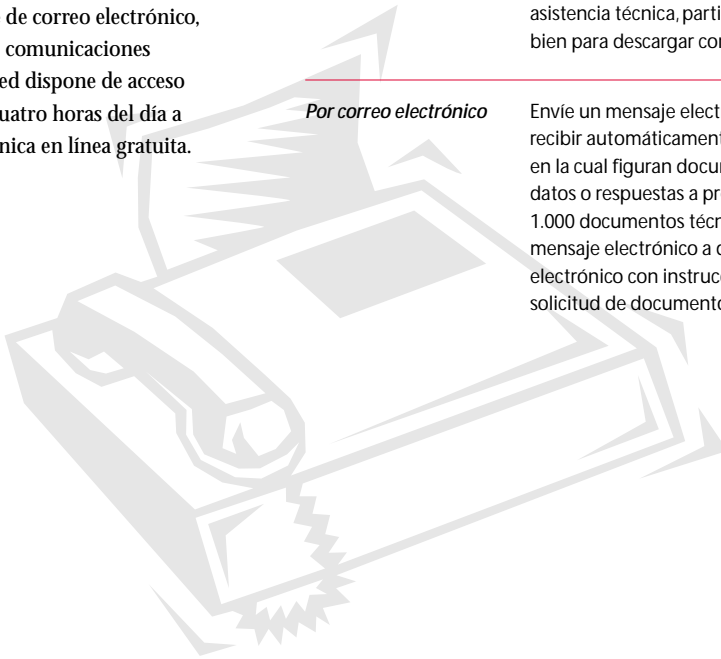 e de correo electrónico,
comunicaciones
ed dispone de acceso
uatro horas del día a
nica en línea gratuita.
asistencia técnica, parti
bien para descargar con
Por correo electrónico
Envíe un mensaje elect
recibir automáticament
en la cual figuran docu
datos o respuestas a pr
1.000 documentos técn
mensaje electrónico a d
electrónico con instrucc
solicitud de documento